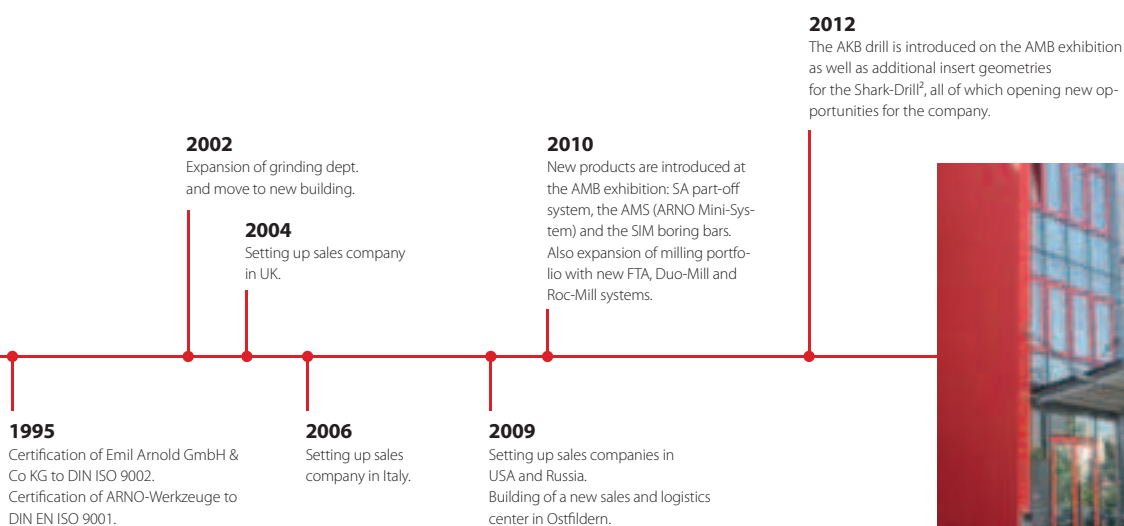 2012
The AKB drill is introduced on the AMB exhibition
as well as additional insert geometries
for the Shark-Drill², all of which opening new op-
portunities for the company.
2002
Expansion of grinding dept.
and move to new building.
2004
Setting up sales company
in UK.
2010
New products are introduced at
the AMB exhibition: SA part-off
system, the AMS (ARNO Mini-Sys-
tem) and the SIM boring bars.
Also expansion of milling portfo-
lio with new FTA, Duo-Mill and
Roc-Mill systems.
1995
Certification of Emil Arnold GmbH &
Co KG to DIN ISO 9002.
Certification of ARNO-Werkzeuge to
DIN EN ISO 9001.
2006
Setting up sales
company in Italy.
2009
Setting up sales companies in
USA and Russia.
Building of a new sales and logistics
center in Ostfildern.